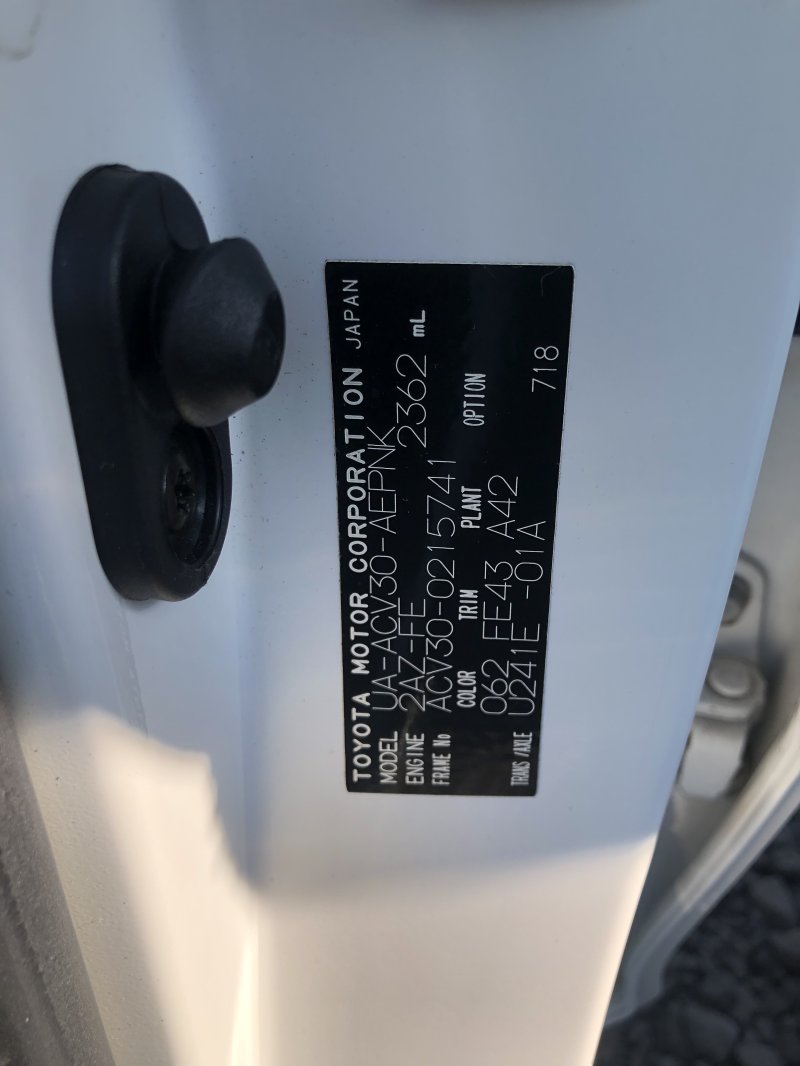 TOYOTA MOTOR CORPORATION JAPAN
MODEL UA-ACV30-AEPNK
ENGINE 2AZ-FE 2362 mL
FRAME No ACV30-0215741
COLOR TRIM PLANT OPTION
062 FE43 A42
TRANS/AXLE U241E -01A 718